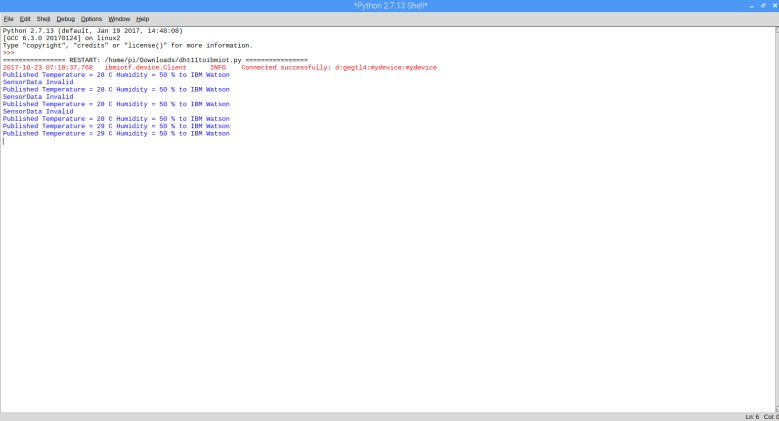 *Python 2.7.13 Shell*
File Edit Shell Debug Options Window Help
Python 2.7.13 (default, Jan 19 2017, 14:48:08)
[GCC 6.3.0 20170124] on linux2
Type "copyright", "credits" or "license()" for more information.
>>>
================ RESTART: /home/pi/Downloads/dht11toibmiot.py ================
2017-10-23 07:10:37,768 ibmiotf.device.Client INFO Connected successfully: d:gegtl4:mydevice:mydevice
Published Temperature = 28 C Humidity = 50 % to IBM Watson
SensorData Invalid
Published Temperature = 28 C Humidity = 50 % to IBM Watson
SensorData Invalid
Published Temperature = 28 C Humidity = 50 % to IBM Watson
SensorData Invalid
Published Temperature = 28 C Humidity = 50 % to IBM Watson
Published Temperature = 29 C Humidity = 50 % to IBM Watson
Published Temperature = 29 C Humidity = 50 % to IBM Watson
Ln: 6 Col: 0